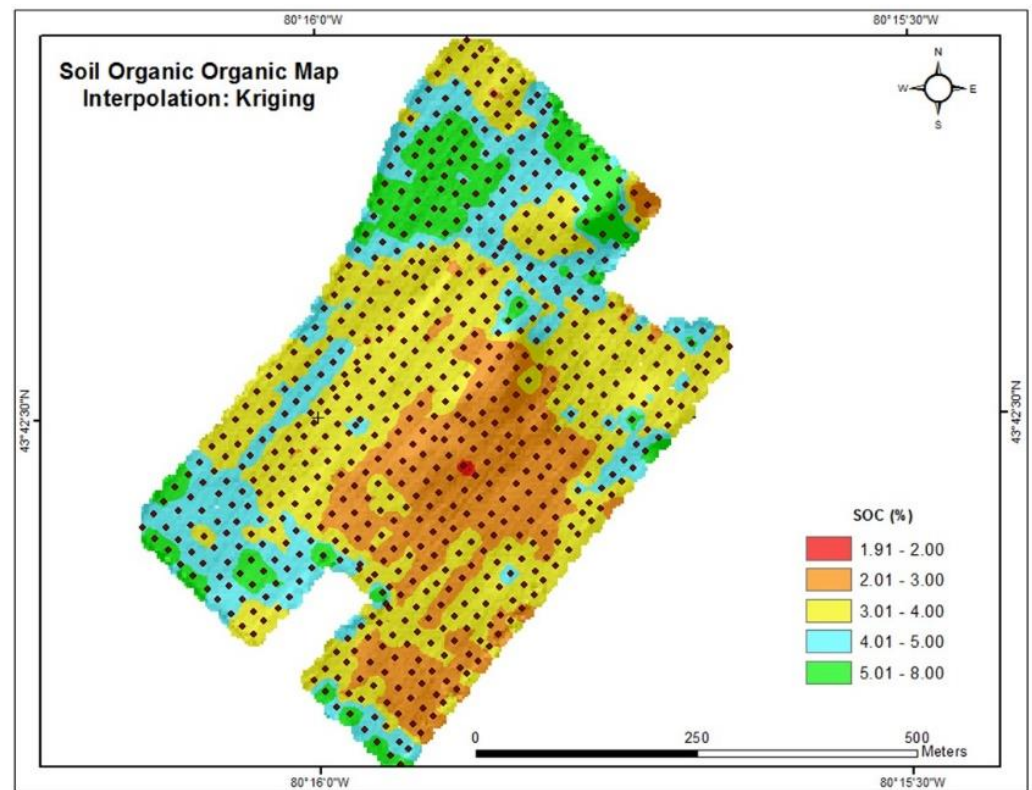 80°16'0"W
80°15'30"W
Soil Organic Organic Map
Interpolation: Kriging
N
W
E
S
43°42'30"N
43°42'30"N
SOC (%)
1.91 - 2.00
2.01 - 3.00
3.01 - 4.00
4.01 - 5.00
5.01 - 8.00
0
250
500
Meters
80°16'0"W
80°15'30"W